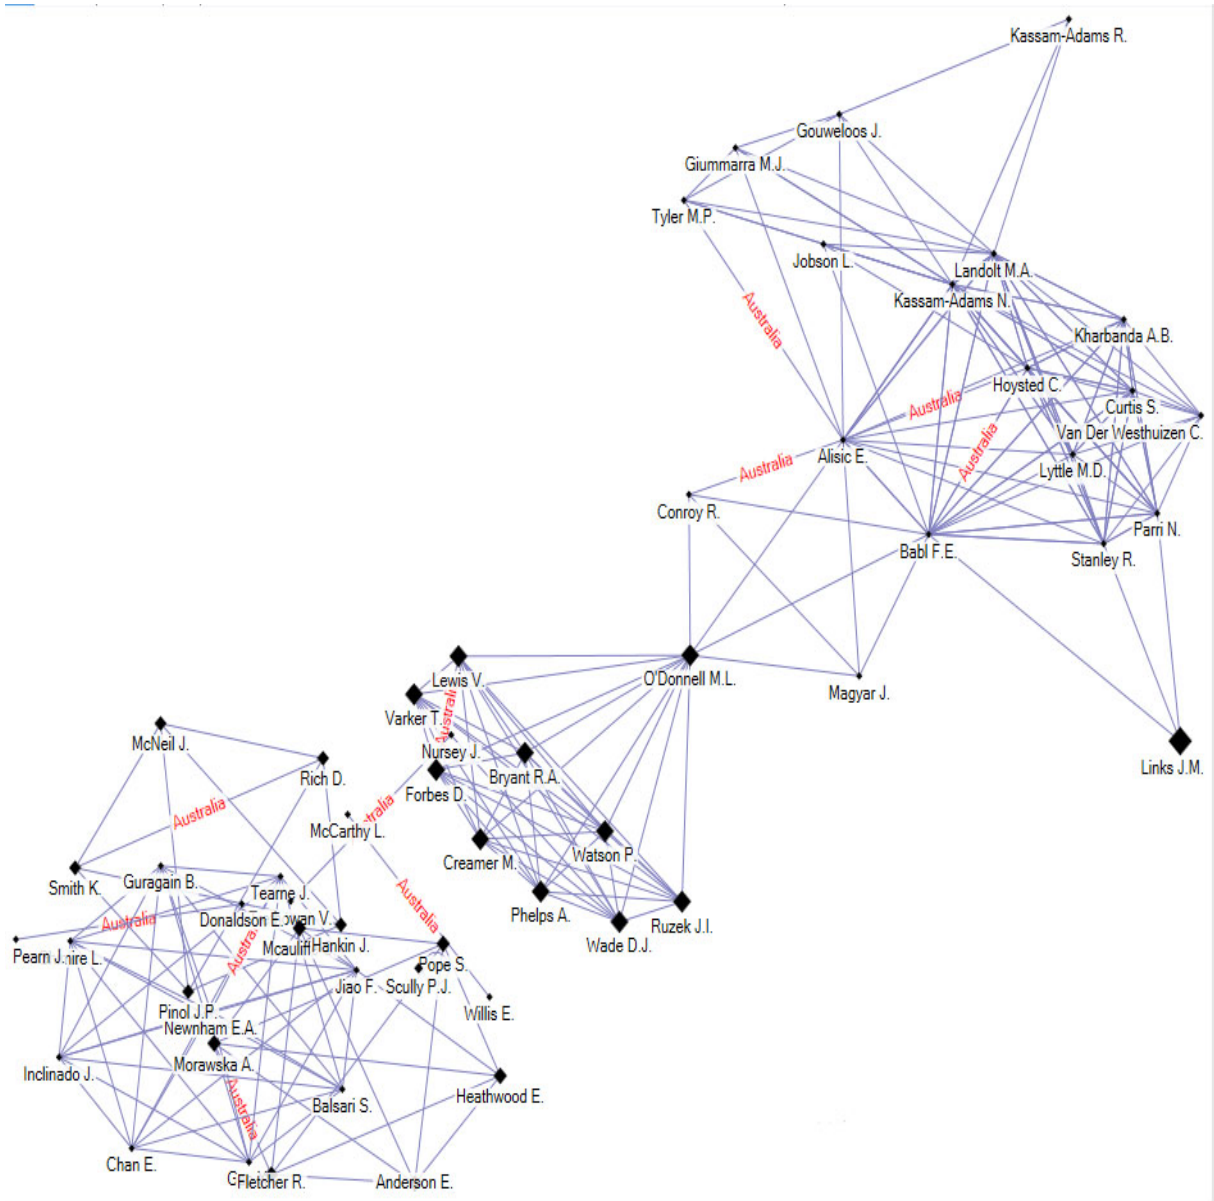 Kassam-Adams R.
Gouweloos J.
Giummarra M.J.
Tyler M.P.
Jobson L.
Landolt M.A.
Kassam-Adams N.
Australia
Kharbanda A.B.
Hoysted C.
Australia
Curtis S.
Van Der Westhuizen C.
Australia
Alisic E.
Australia
Lyttle M.D.
Conroy R.
Babl F.E.
Parri N.
Stanley R.
Lewis V.
O'Donnell M.L.
Magyar J.
Varker T.
Australia
McNeil J.
Nursey J.
Links J.M.
Rich D.
Bryant R.A.
Forbes D.
Australia
McCarthy L.
Creamer M.
Watson P.
Smith K.
Guragain B.
Tearne J.
Australia
Phelps A.
Donaldson E.
Australia
Ruzek J.I.
Wade D.J.
Hankin J.
Pearn J.
Pope S.
Jiao F.
Scully P.J.
Pinol J.P.
Willis E.
Newnham E.A.
Morawska A.
Inclinado J.
Heathwood E.
Australia
Balsari S.
Chan E.
Fletcher R.
Anderson E.